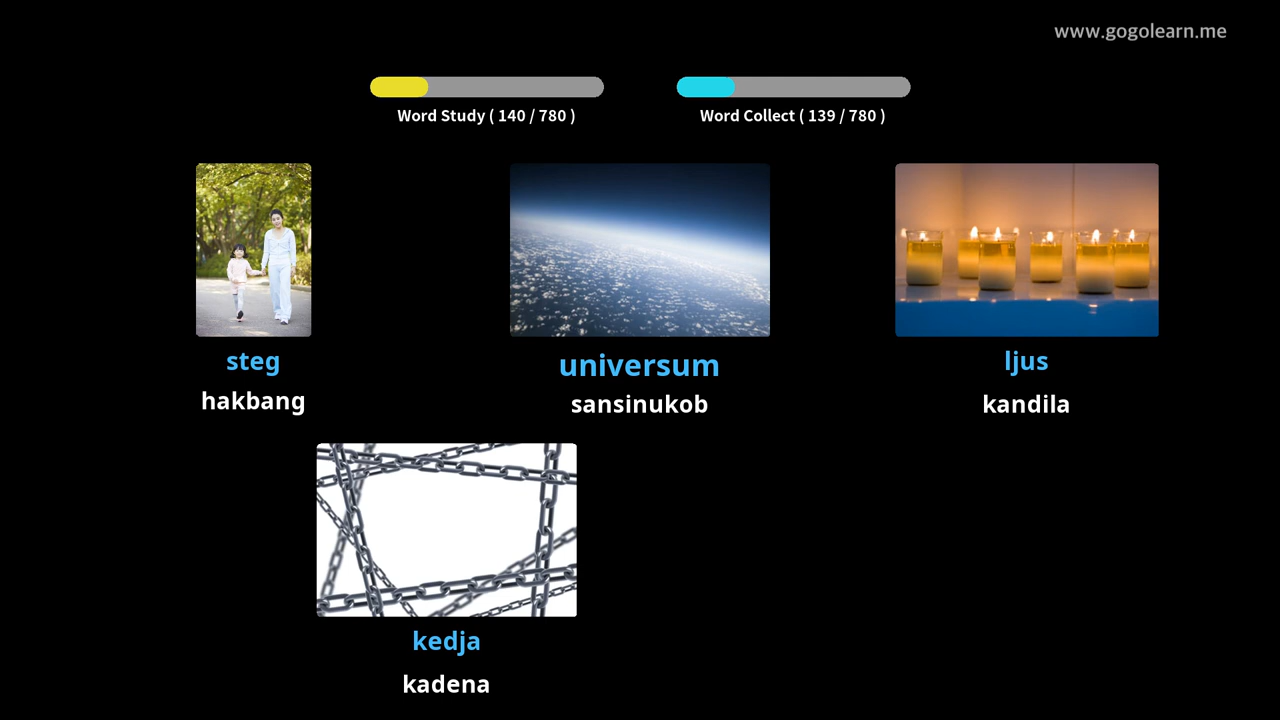 www.gogolearn.me
Word Study ( 140 / 780 )
Word Collect ( 139 / 780 )
steg
hakbang
universum
sansinukob
ljus
kandila
kedja
kadena